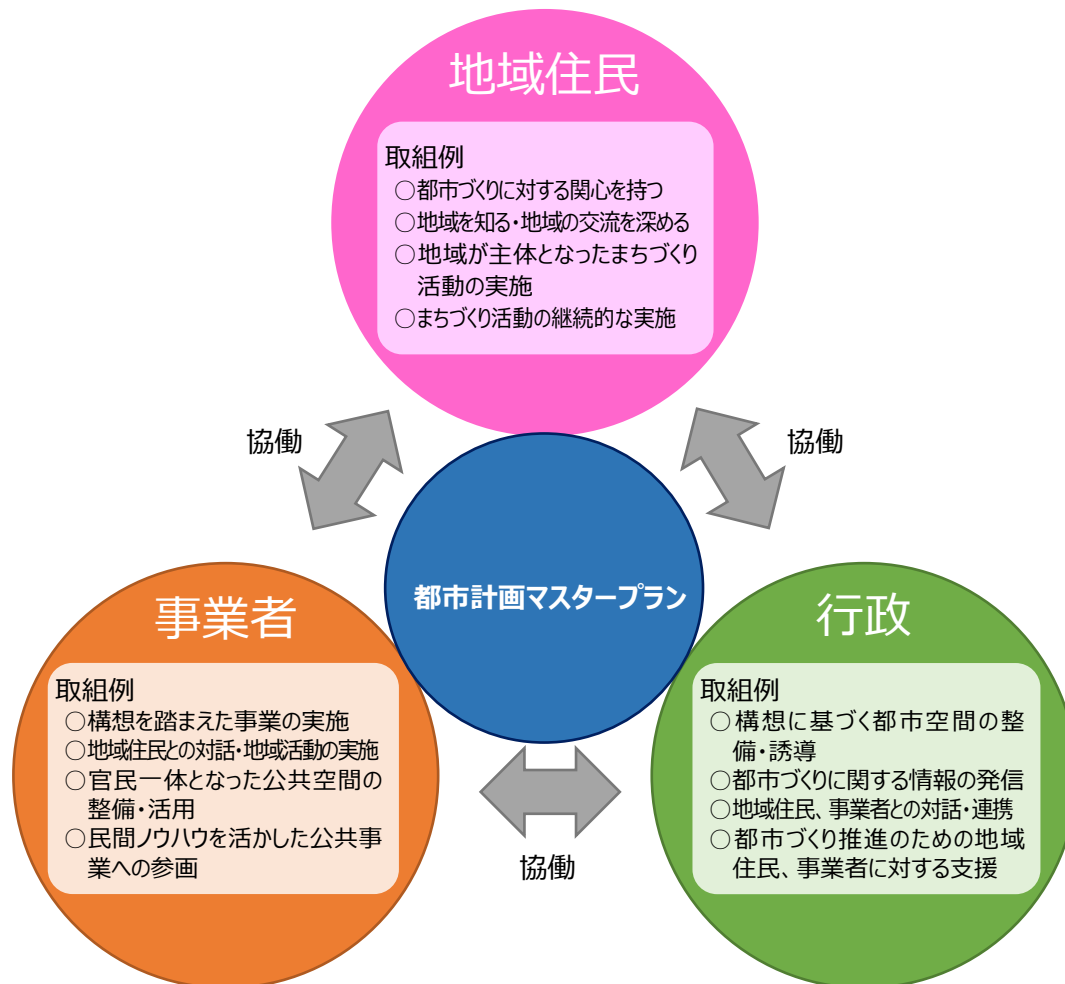 地域住民
取組例
○都市づくりに対する関心を持つ
○地域を知る・地域の交流を深める
○地域が主体となったまちづくり
活動の実施
○まちづくり活動の継続的な実施
協働
協働
都市計画マスタープラン
事業者
取組例
○構想を踏まえた事業の実施
○地域住民との対話・地域活動の実施
○官民一体となった公共空間の
整備・活用
○民間ノウハウを活かした公共事
業への参画
協働
行政
取組例
○構想に基づく都市空間の整
備・誘導
○都市づくりに関する情報の発信
○地域住民、事業者との対話・連携
○都市づくり推進のための地域
住民、事業者に対する支援